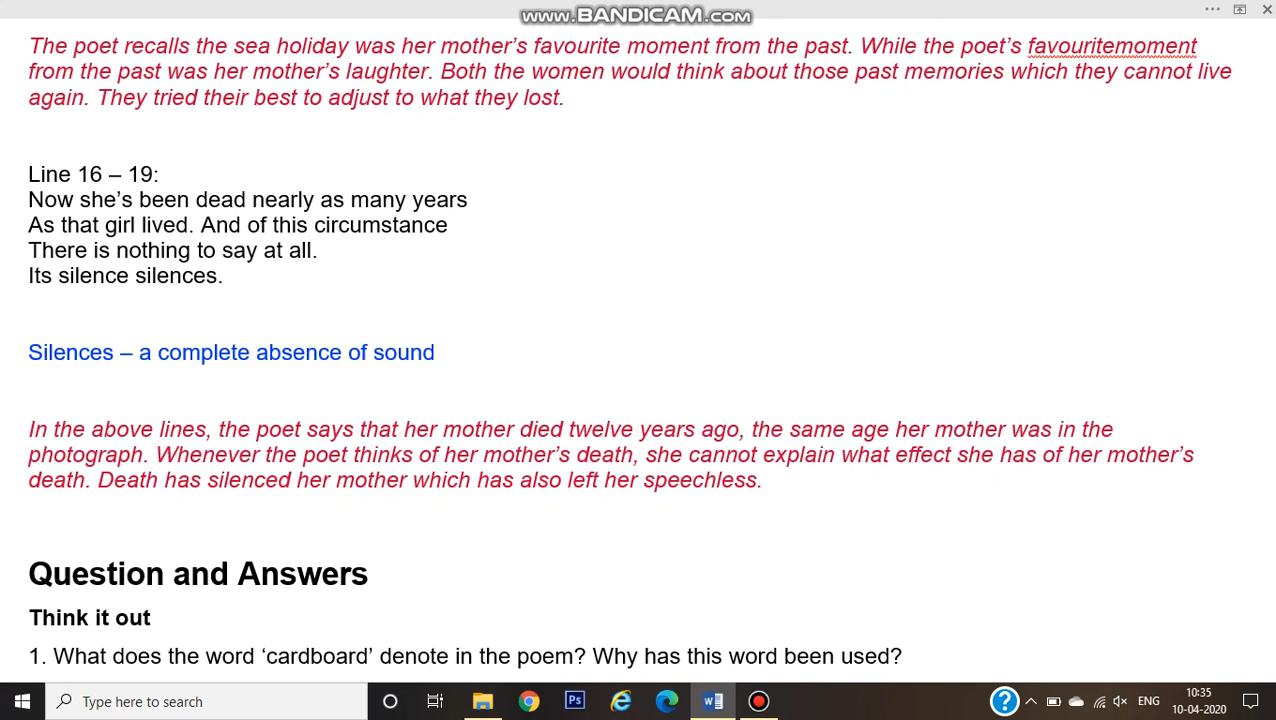 www.BANDICAM.com
The poet recalls the sea holiday was her mother's favourite moment from the past. While the poet's favouritemoment
from the past was her mother's laughter. Both the women would think about those past memories which they cannot live
again. They tried their best to adjust to what they lost.
Line 16 – 19:
Now she's been dead nearly as many years
As that girl lived. And of this circumstance
There is nothing to say at all.
Its silence silences.
Silences – a complete absence of sound
In the above lines, the poet says that her mother died twelve years ago, the same age her mother was in the
photograph. Whenever the poet thinks of her mother's death, she cannot explain what effect she has of her mother's
death. Death has silenced her mother which has also left her speechless.
Question and Answers
Think it out
1. What does the word ‘cardboard’ denote in the poem? Why has this word been used?
Type here to search
Ps
W
?
ENG
10:35
10-04-2020